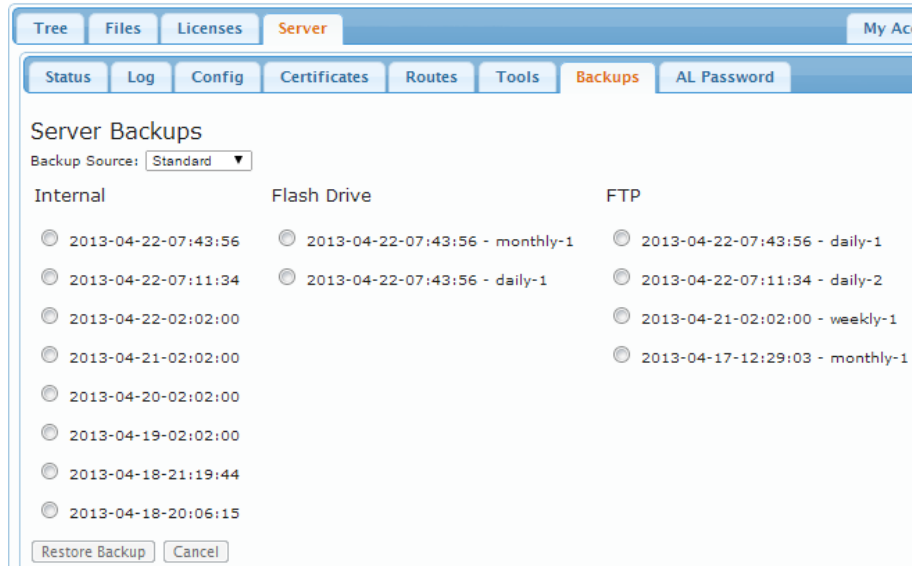 Tree Files Licenses Server My Acc
Status Log Config Certificates Routes Tools Backups AL Password
Server Backups
Backup Source: Standard
Internal Flash Drive FTP
2013-04-22-07:43:56 2013-04-22-07:43:56 - monthly-1 2013-04-22-07:43:56 - daily-1
2013-04-22-07:11:34 2013-04-22-07:43:56 - daily-1 2013-04-22-07:11:34 - daily-2
2013-04-22-02:02:00 2013-04-21-02:02:00 - weekly-1
2013-04-21-02:02:00 2013-04-17-12:29:03 - monthly-1
2013-04-20-02:02:00
2013-04-19-02:02:00
2013-04-18-21:19:44
2013-04-18-20:06:15
Restore Backup Cancel